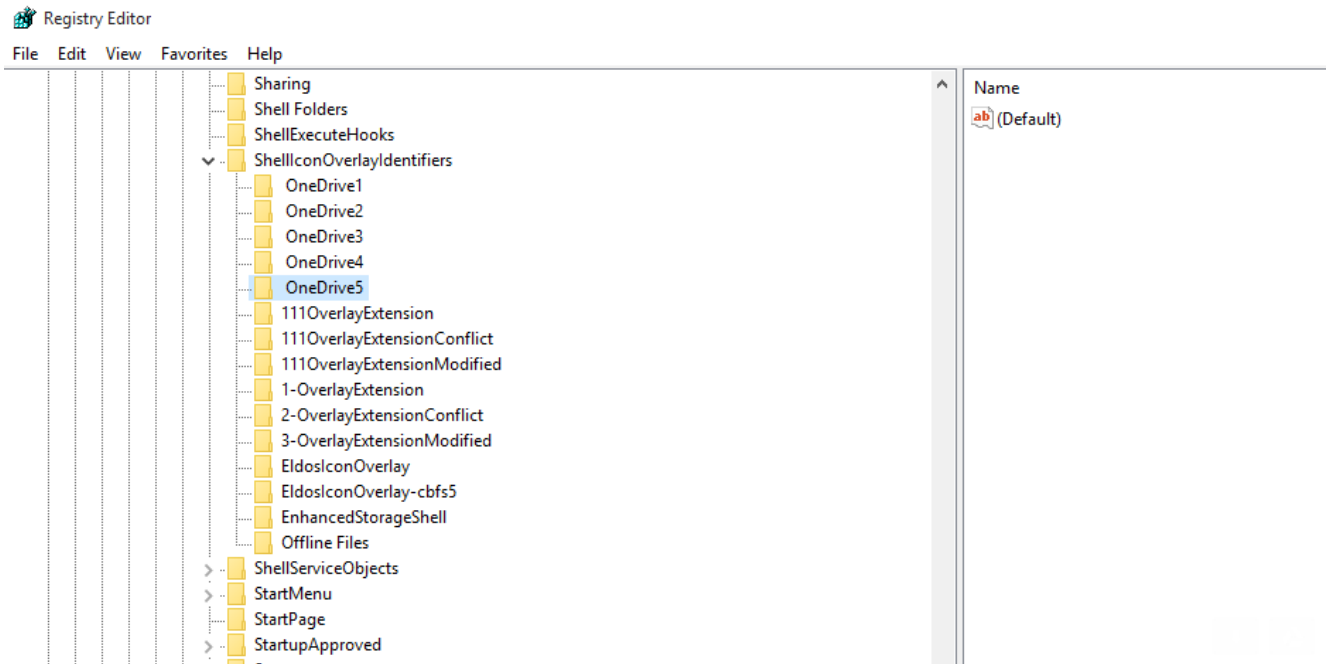 Registry Editor
File Edit View Favorites Help
Name
ab (Default)
Sharing
Shell Folders
ShellExecuteHooks
ShellIconOverlayIdentifiers
OneDrive1
OneDrive2
OneDrive3
OneDrive4
OneDrive5
111OverlayExtension
111OverlayExtensionConflict
111OverlayExtensionModified
1-OverlayExtension
2-OverlayExtensionConflict
3-OverlayExtensionModified
EldosIconOverlay
EldosIconOverlay-cbfs5
EnhancedStorageShell
Offline Files
ShellServiceObjects
StartMenu
StartPage
StartupApproved